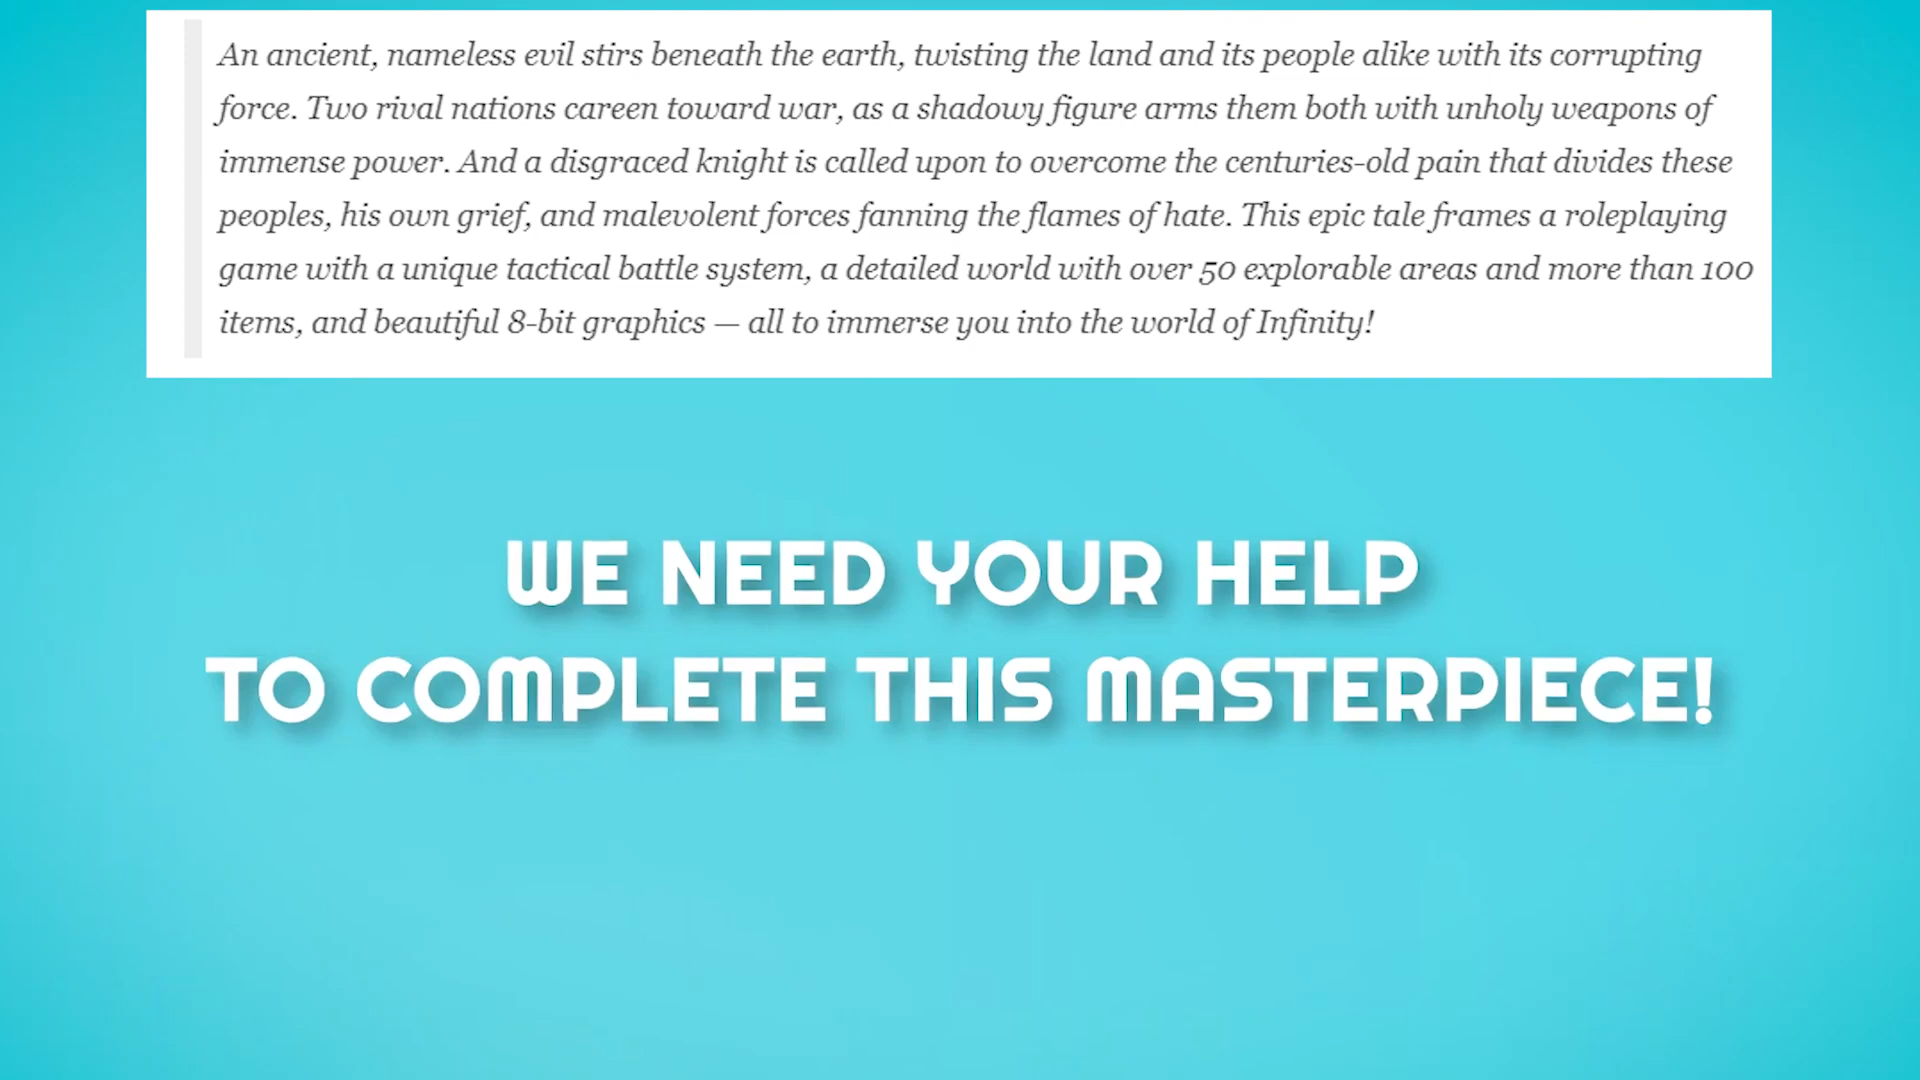 An ancient, nameless evil stirs beneath the earth, twisting the land and its people alike with its corrupting
force. Two rival nations careen toward war, as a shadowy figure arms them both with unholy weapons of
immense power. And a disgraced knight is called upon to overcome the centuries-old pain that divides these
peoples, his own grief, and malevolent forces fanning the flames of hate. This epic tale frames a roleplaying
game with a unique tactical battle system, a detailed world with over 50 explorable areas and more than 100
items, and beautiful 8-bit graphics — all to immerse you into the world of Infinity!
WE NEED YOUR HELP
TO COMPLETE THIS MASTERPIECE!